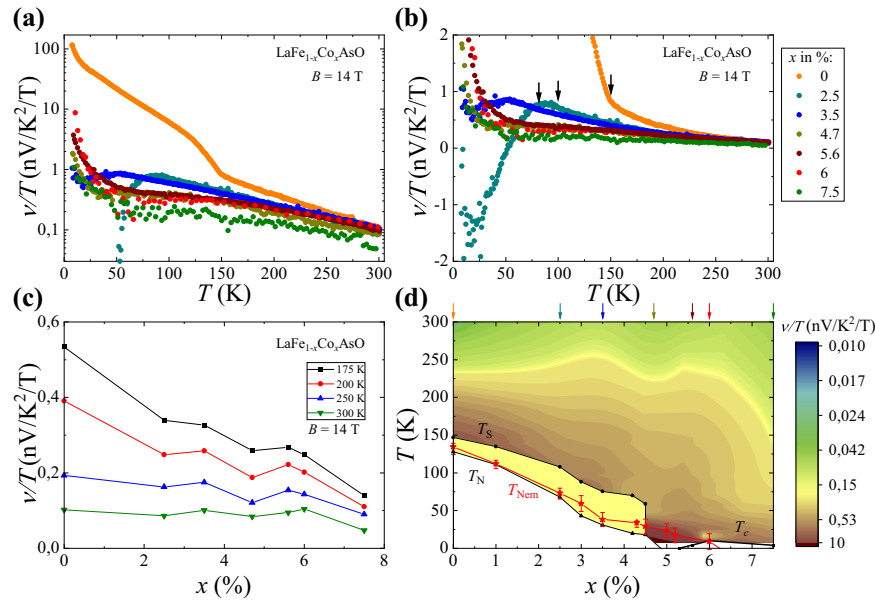 (a)
LaFe1-xCoxAsO
B = 14 T
100
10
1
0,1
ν/T (nV/K²/T)
0 50 100 150 200 250 300
T (K)
(b)
LaFe1-xCoxAsO
B = 14 T
2
1
0
-1
-2
ν/T (nV/K²/T)
0 50 100 150 200 250 300
T (K)
x in %:
0
2.5
3.5
4.7
5.6
6
7.5
(c)
LaFe1-xCoxAsO
175 K
200 K
250 K
300 K
B = 14 T
0,6
0,4
0,2
0,0
ν/T (nV/K²/T)
0 2 4 6 8
x (%)
(d)
300
250
200
150
100
50
0
T (K)
TS
TN
TNem
Tc
0 1 2 3 4 5 6 7
x (%)
ν/T (nV/K²/T)
0,010
0,017
0,024
0,042
0,15
0,53
10